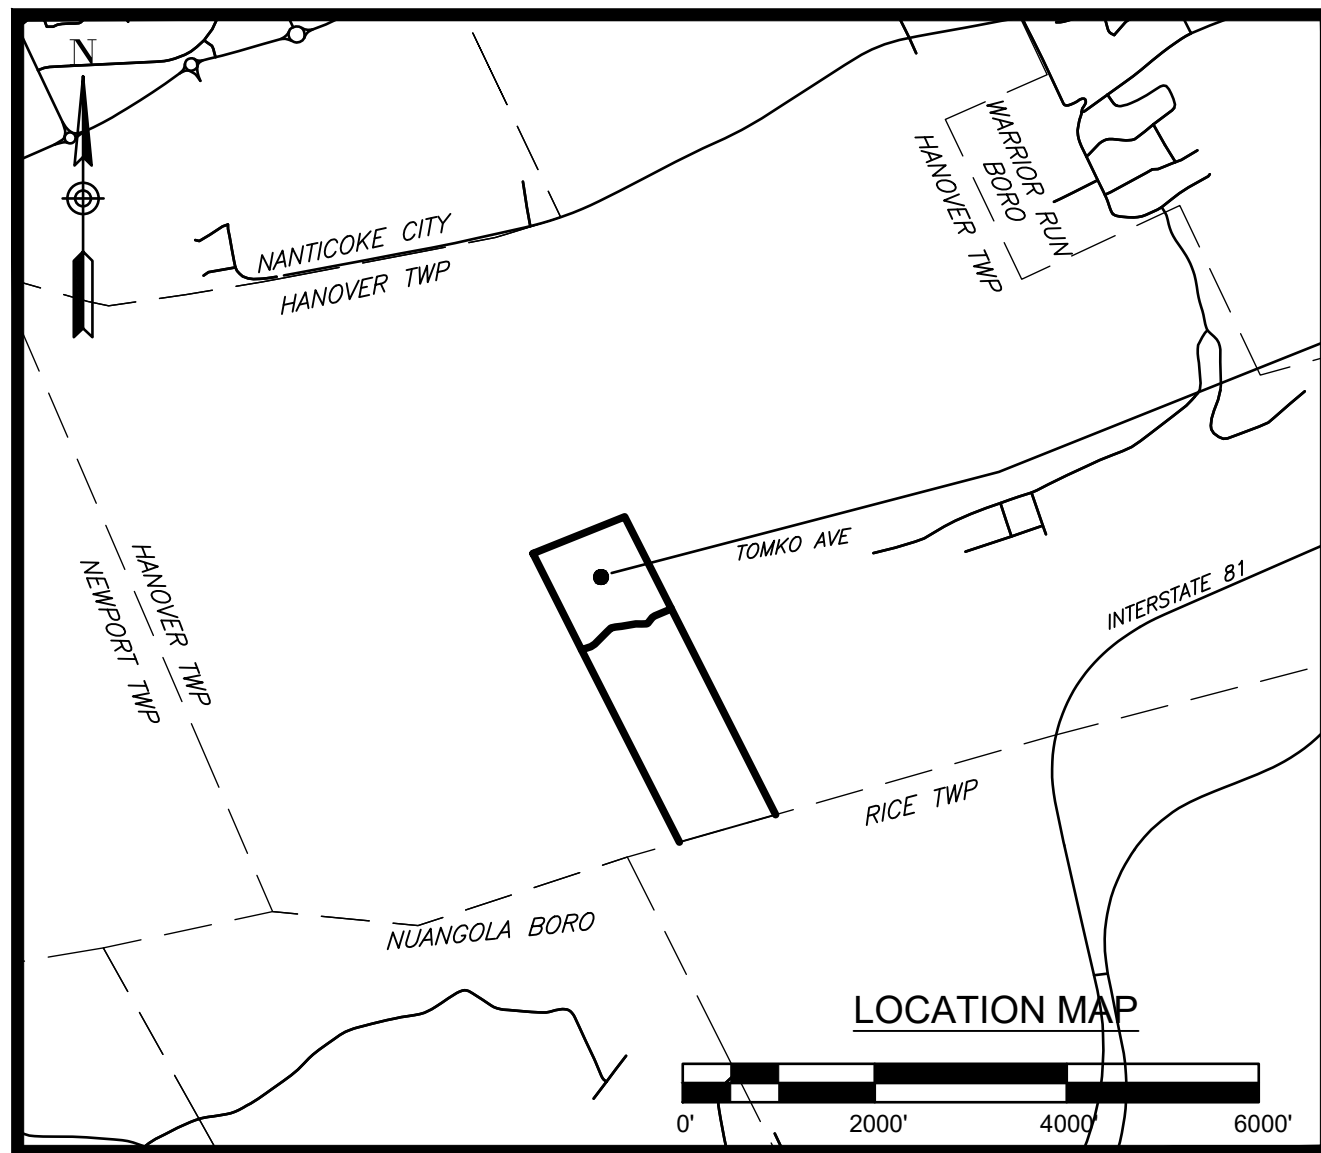 N
WARRIOR RUN
BORO
HANOVER TWP
NANTICOKE CITY
HANOVER TWP
TOMKO AVE
HANOVER TWP
NEWPORT TWP
INTERSTATE 81
RICE TWP
NUANGOLA BORO
LOCATION MAP
0' 2000' 4000' 6000'